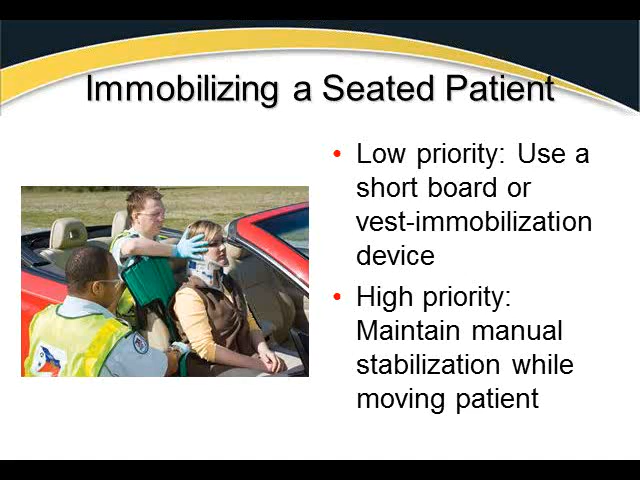 Immobilizing a Seated Patient
• Low priority: Use a
short board or
vest-immobilization
device
• High priority:
Maintain manual
stabilization while
moving patient